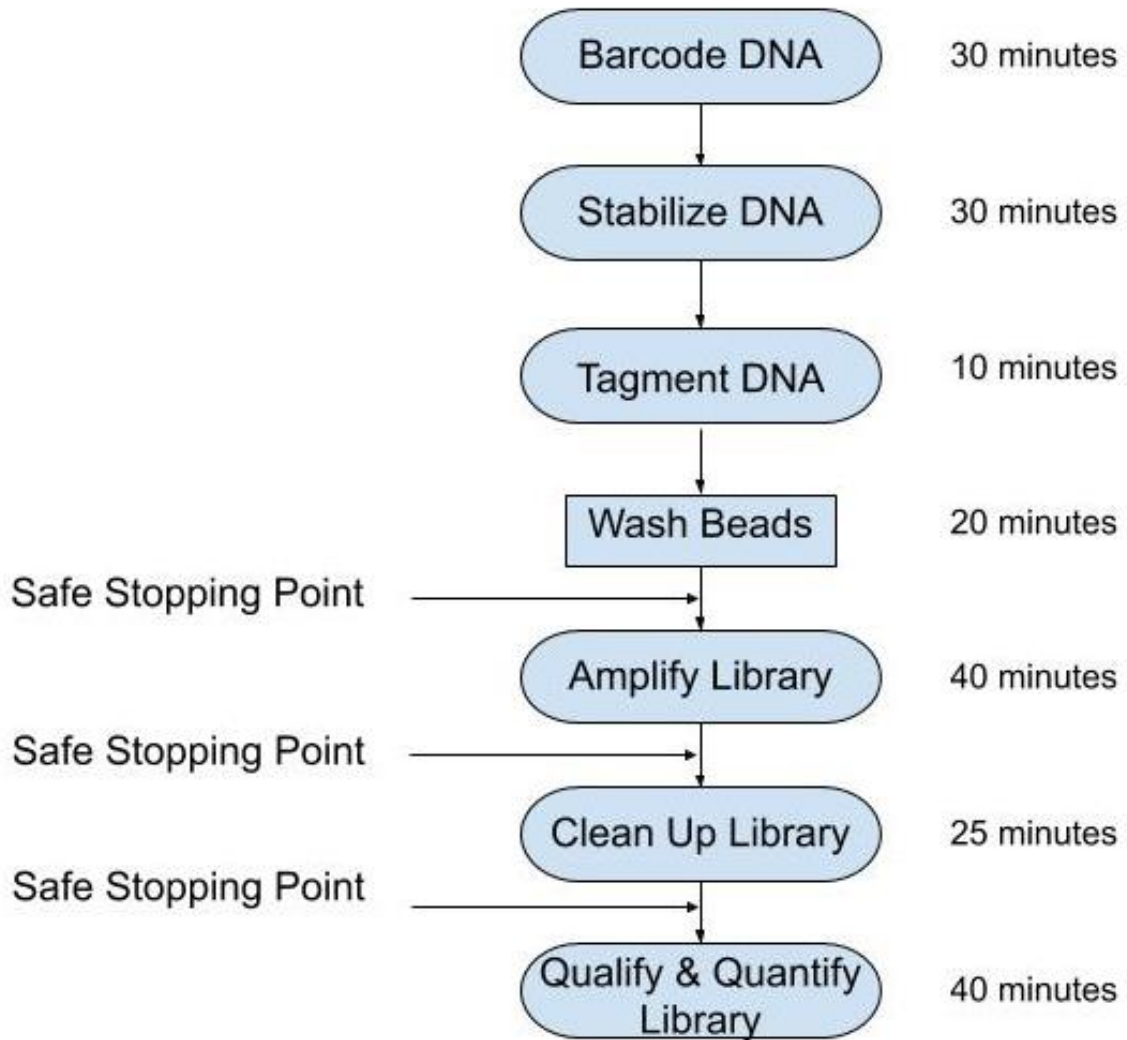 Barcode DNA
30 minutes
Stabilize DNA
30 minutes
Tagment DNA
10 minutes
Wash Beads
20 minutes
Safe Stopping Point
Amplify Library
40 minutes
Safe Stopping Point
Clean Up Library
25 minutes
Safe Stopping Point
Qualify & Quantify
Library
40 minutes